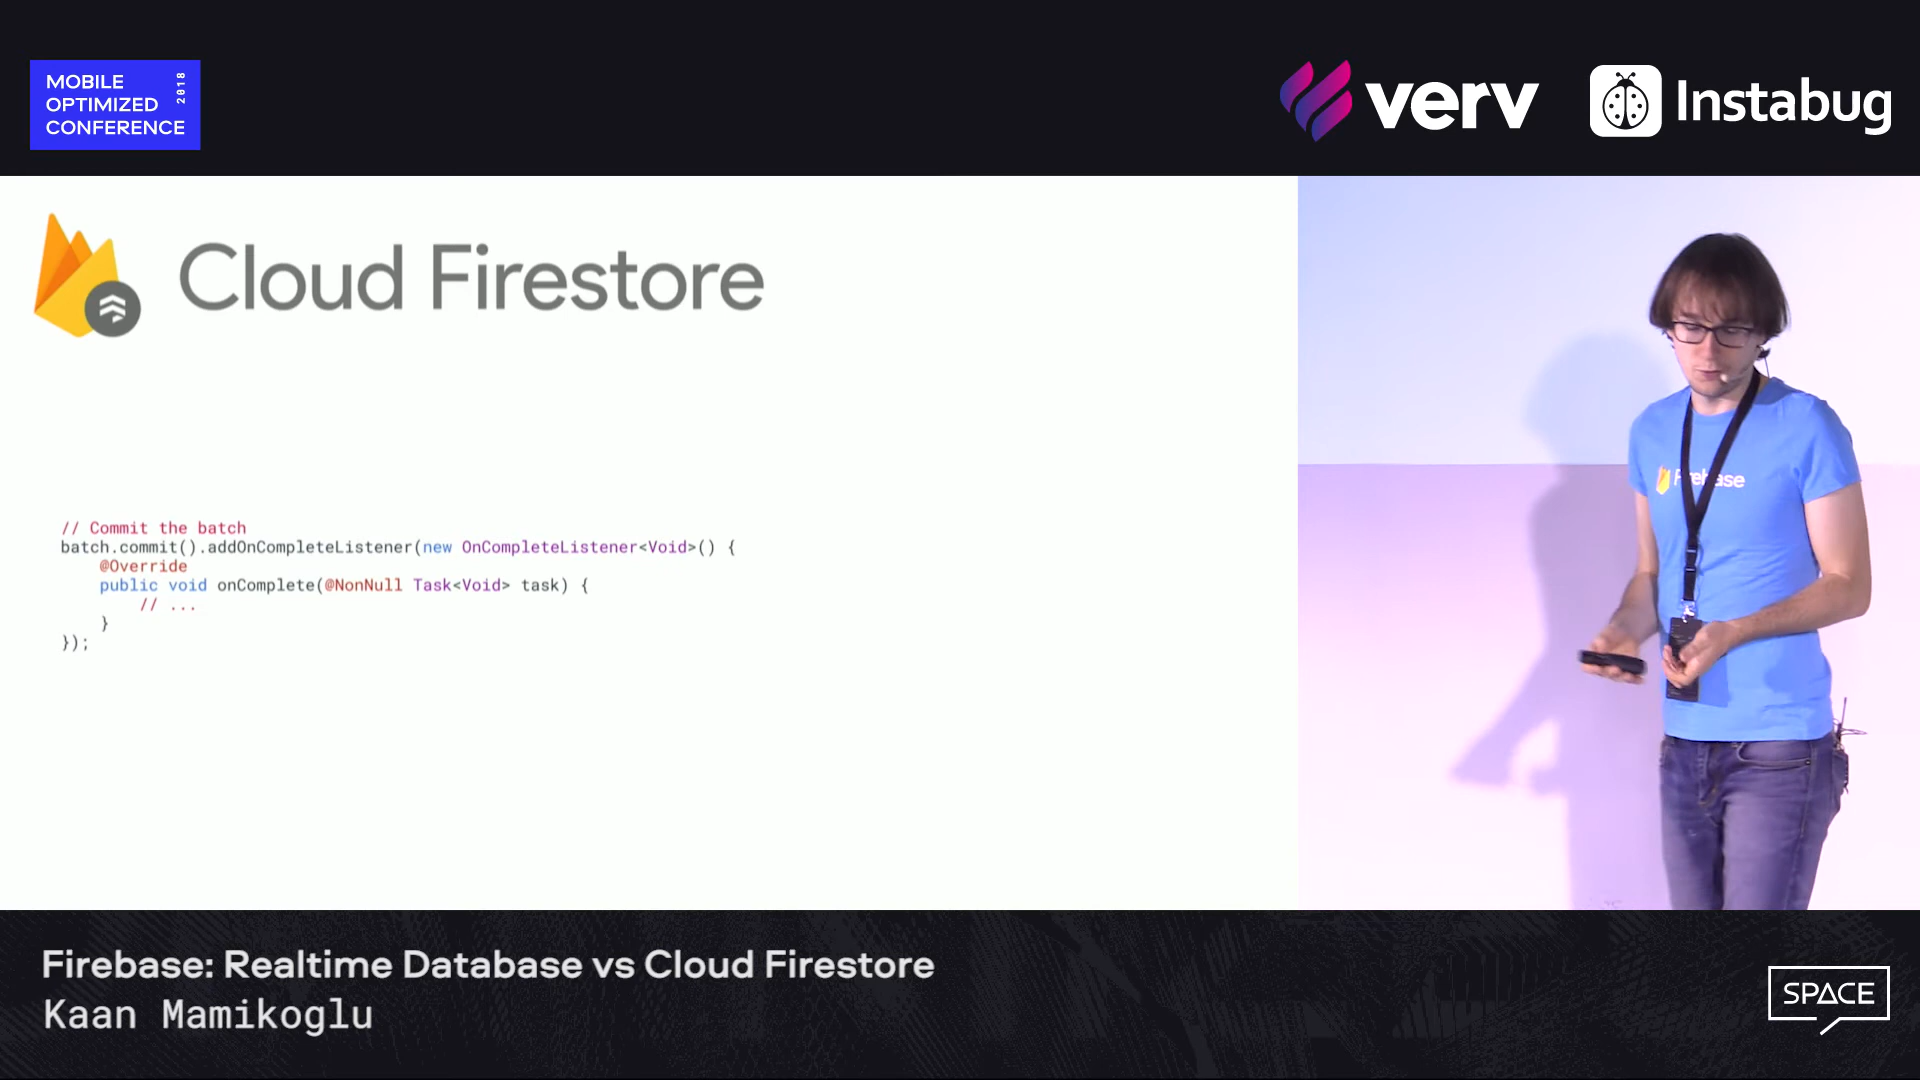 MOBILE
OPTIMIZED
CONFERENCE
2018
verv
Instabug
Cloud Firestore
// Commit the batch
batch.commit().addOnCompleteListener(new OnCompleteListener<Void>() {
    @Override
    public void onComplete(@NonNull Task<Void> task) {
        // ...
    }
});
Firebase
Firebase: Realtime Database vs Cloud Firestore
Kaan Mamikoglu
SPACE